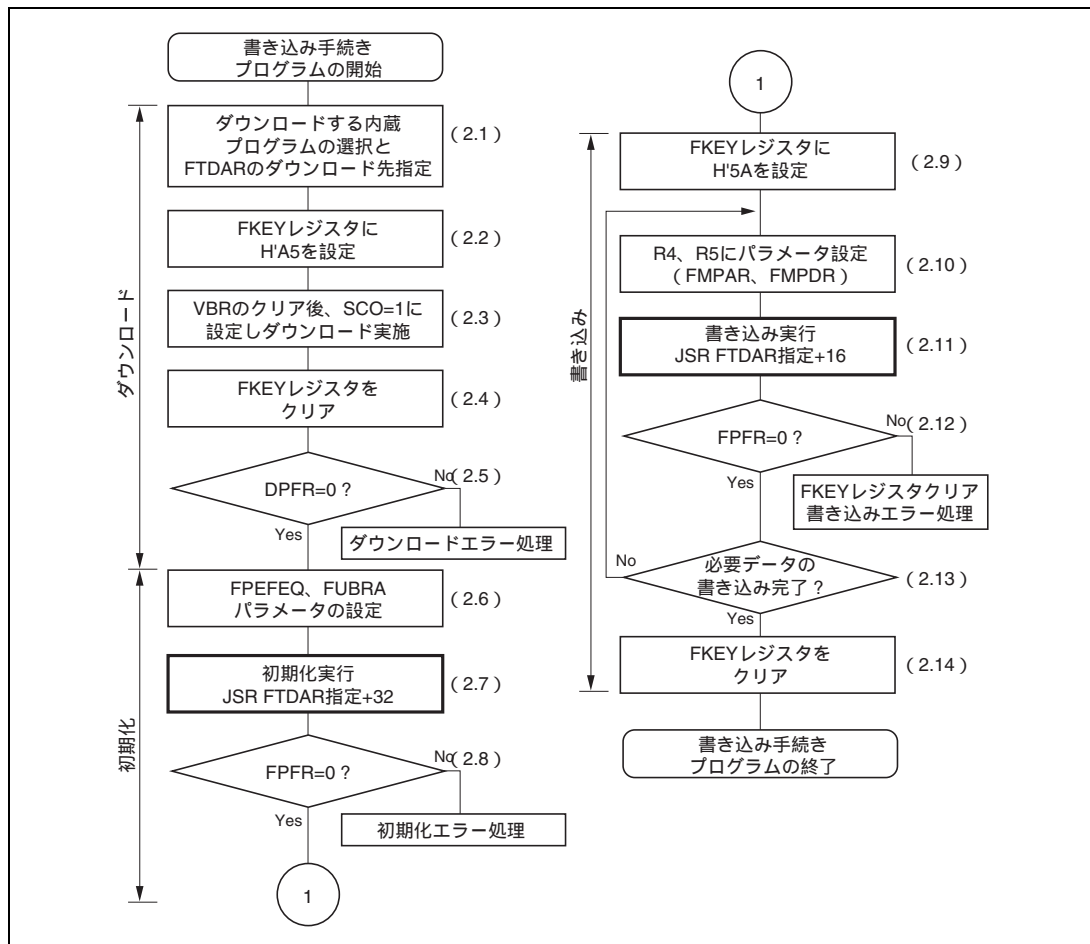 書き込み手続き
プログラムの開始
ダウンロード
ダウンロードする内蔵
プログラムの選択と
FTDARのダウンロード先指定
(2.1)
FKEYレジスタに
H'A5を設定
(2.2)
VBRのクリア後、SCO=1に
設定しダウンロード実施
(2.3)
FKEYレジスタを
クリア
(2.4)
DPFR=0?
No
(2.5)
Yes
ダウンロードエラー処理
初期化
FPEFEQ、FUBRA
パラメータの設定
(2.6)
初期化実行
JSR FTDAR指定+32
(2.7)
FPFR=0?
No
(2.8)
Yes
初期化エラー処理
1
1
書き込み
FKEYレジスタに
H'5Aを設定
(2.9)
R4、R5にパラメータ設定
(FMPAR、FMPDR)
(2.10)
書き込み実行
JSR FTDAR指定+16
(2.11)
FPFR=0?
No
(2.12)
Yes
FKEYレジスタクリア
書き込みエラー処理
必要データの
書き込み完了?
No
(2.13)
Yes
FKEYレジスタを
クリア
(2.14)
書き込み手続き
プログラムの終了